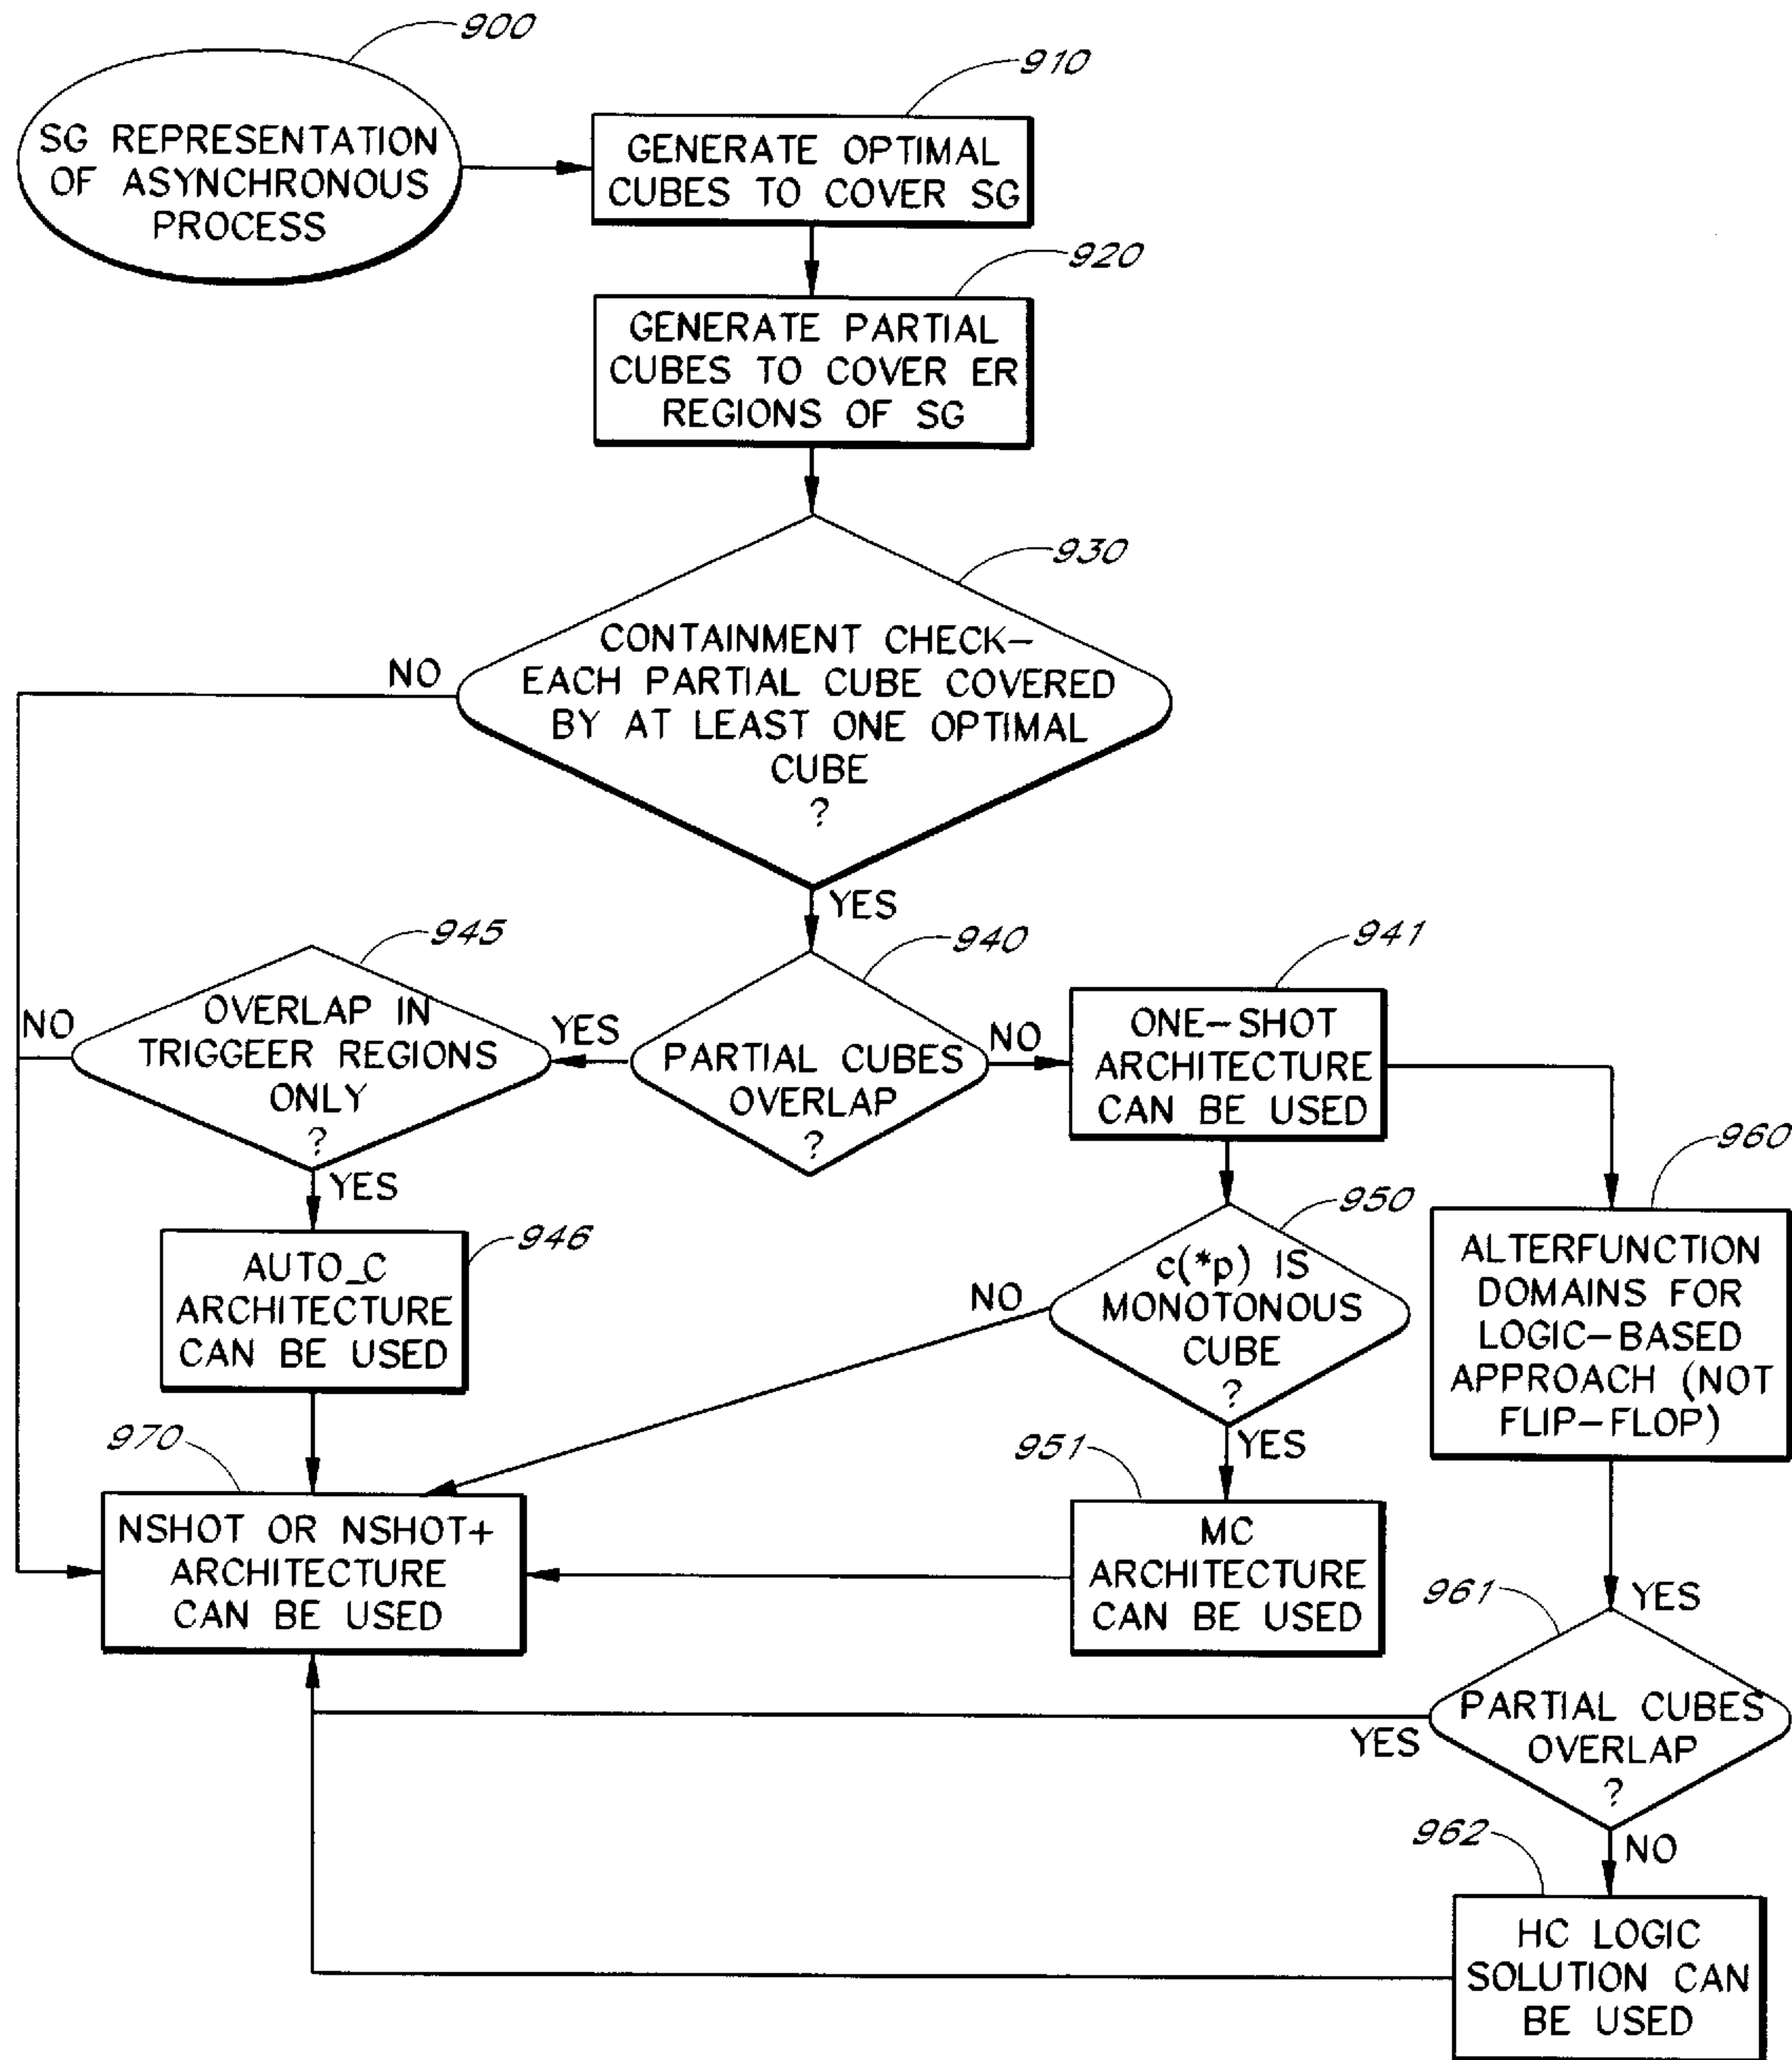 900
SG REPRESENTATION
OF ASYNCHRONOUS
PROCESS
910
GENERATE OPTIMAL
CUBES TO COVER SG
920
GENERATE PARTIAL
CUBES TO COVER ER
REGIONS OF SG
930
CONTAINMENT CHECK-
EACH PARTIAL CUBE COVERED
BY AT LEAST ONE OPTIMAL
CUBE
?
NO
YES
940
PARTIAL CUBES
OVERLAP
?
YES
NO
945
OVERLAP IN
TRIGGEER REGIONS
ONLY
?
NO
YES
946
AUTO_C
ARCHITECTURE
CAN BE USED
941
ONE-SHOT
ARCHITECTURE
CAN BE USED
950
c(*p) IS
MONOTONOUS
CUBE
?
NO
YES
951
MC
ARCHITECTURE
CAN BE USED
960
ALTERFUNCTION
DOMAINS FOR
LOGIC-BASED
APPROACH (NOT
FLIP-FLOP)
YES
961
PARTIAL CUBES
OVERLAP
?
YES
NO
962
HC LOGIC
SOLUTION CAN
BE USED
970
NSHOT OR NSHOT+
ARCHITECTURE
CAN BE USED